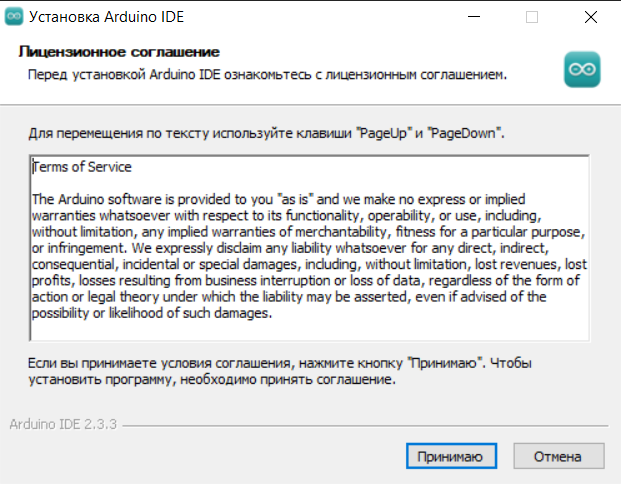 Установка Arduino IDE
Лицензионное соглашение
Перед установкой Arduino IDE ознакомьтесь с лицензионным соглашением.
Для перемещения по тексту используйте клавиши "PageUp" и "PageDown".
Terms of Service
The Arduino software is provided to you "as is" and we make no express or implied
warranties whatsoever with respect to its functionality, operability, or use, including,
without limitation, any implied warranties of merchantability, fitness for a particular purpose,
or infringement. We expressly disclaim any liability whatsoever for any direct, indirect,
consequential, incidental or special damages, including, without limitation, lost revenues, lost
profits, losses resulting from business interruption or loss of data, regardless of the form of
action or legal theory under which the liability may be asserted, even if advised of the
possibility or likelihood of such damages.
Если вы принимаете условия соглашения, нажмите кнопку "Принимаю". Чтобы
установить программу, необходимо принять соглашение.
Arduino IDE 2.3.3
Принимаю
Отмена